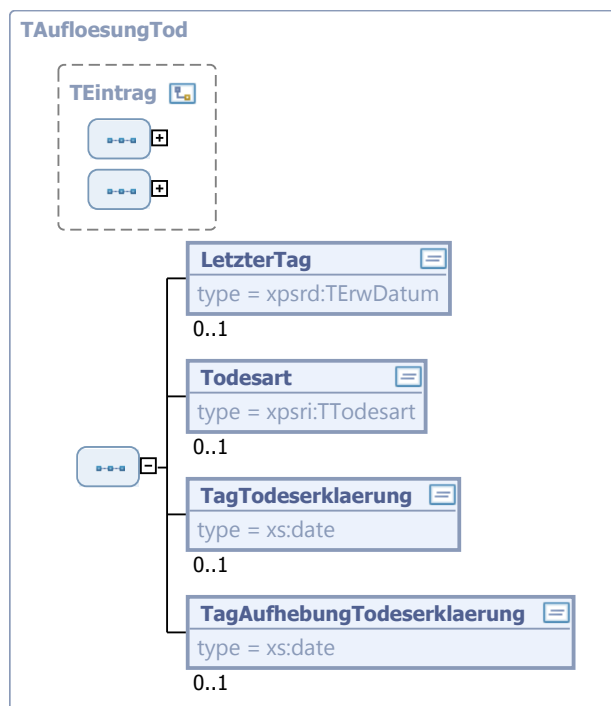 TAufloesungTod
TEintrag
LetzterTag
type = xpsrd:TErwDatum
0..1
Todesart
type = xpsri:TTodesart
0..1
TagTodeserklaerung
type = xs:date
0..1
TagAufhebungTodeserklaerung
type = xs:date
0..1